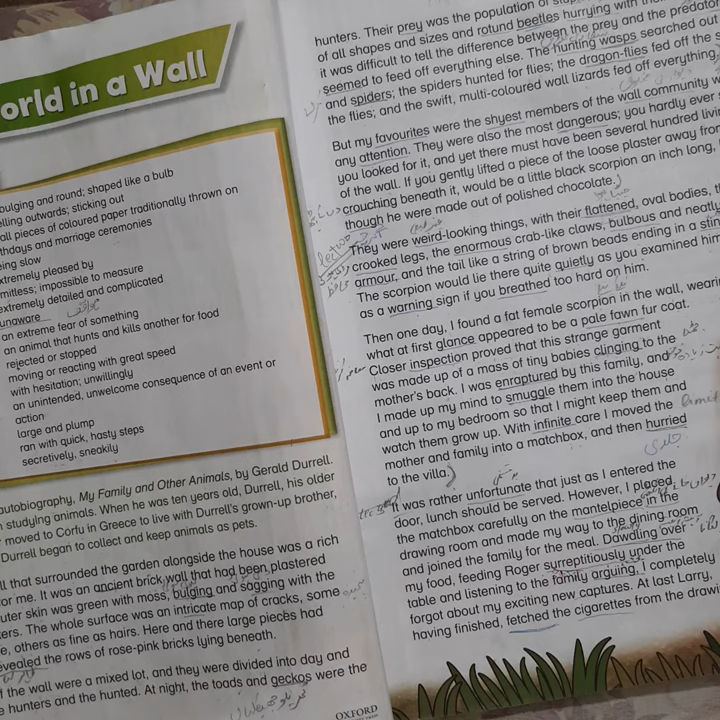 orld in a Wall
bulging and round; shaped like a bulb
elling outwards; sticking out
all pieces of coloured paper traditionally thrown on
thdays and marriage ceremonies
eing slow
extremely pleased by
mitless; impossible to measure
extremely detailed and complicated
unaware
an extreme fear of something
an animal that hunts and kills another for food
rejected or stopped
moving or reacting with great speed
with hesitation; unwillingly
an unintended, unwelcome consequence of an event or
action
large and plump
ran with quick, hasty steps
secretively, sneakily
autobiography, My Family and Other Animals, by Gerald Durrell.
n studying animals. When he was ten years old, Durrell, his older
r moved to Corfu in Greece to live with Durrell's grown-up brother,
Durrell began to collect and keep animals as pets.
ll that surrounded the garden alongside the house was a rich
or me. It was an ancient brick wall that had been plastered
uter skin was green with moss, bulging and sagging with the
ers. The whole surface was an intricate map of cracks, some
e, others as fine as hairs. Here and there large pieces had
evealed the rows of rose-pink bricks lying beneath.
f the wall were a mixed lot, and they were divided into day and
e hunters and the hunted. At night, the toads and geckos were the
OXFORD
hunters. Their prey was the population of
of all shapes and sizes and rotund beetles hurrying with
it was difficult to tell the difference between the prey and the predator
seemed to feed off everything else. The hunting wasps searched out
and spiders; the spiders hunted for flies; the dragon-flies fed off the
the flies; and the swift, multi-coloured wall lizards fed off everything
But my favourites were the shyest members of the wall community
any attention. They were also the most dangerous; you hardly ever
you looked for it, and yet there must have been several hundred livi
of the wall. If you gently lifted a piece of the loose plaster away from
crouching beneath it, would be a little black scorpion an inch long,
though he were made out of polished chocolate.
They were weird-looking things, with their flattened, oval bodies, th
crooked legs, the enormous crab-like claws, bulbous and neatly
armour, and the tail like a string of brown beads ending in a stin
The scorpion would lie there quite quietly as you examined him
as a warning sign if you breathed too hard on him.
Then one day, I found a fat female scorpion in the wall, wearin
what at first glance appeared to be a pale fawn fur coat.
Closer inspection proved that this strange garment
was made up of a mass of tiny babies clinging to the
mother's back. I was enraptured by this family, and
I made up my mind to smuggle them into the house
and up to my bedroom so that I might keep them and
watch them grow up. With infinite care I moved the
mother and family into a matchbox, and then hurried
to the villa.
It was rather unfortunate that just as I entered the
door, lunch should be served. However, I placed
the matchbox carefully on the mantelpiece in the
drawing room and made my way to the dining room
and joined the family for the meal. Dawdling over
my food, feeding Roger surreptitiously under the
table and listening to the family arguing, I completely
forgot about my exciting new captures. At last Larry,
having finished, fetched the cigarettes from the drawi